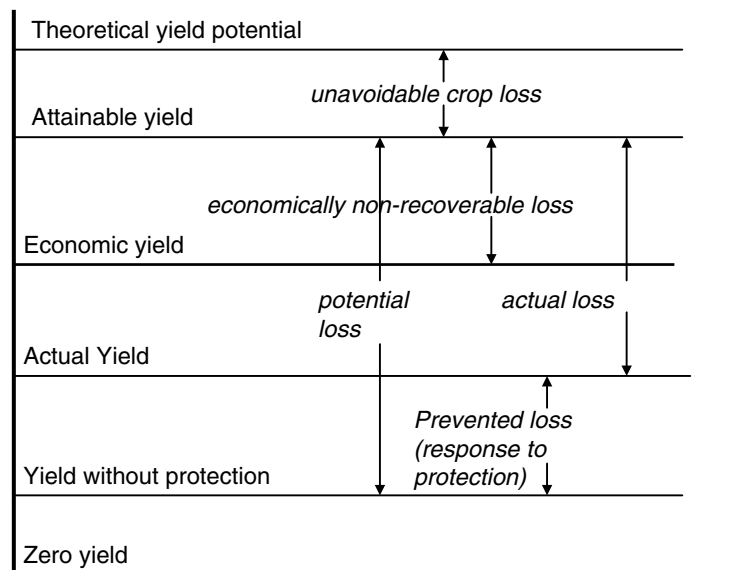 Theoretical yield potential
unavoidable crop loss
Attainable yield
economically non-recoverable loss
Economic yield
potential
loss
actual loss
Actual Yield
Prevented loss
(response to
protection)
Yield without protection
Zero yield